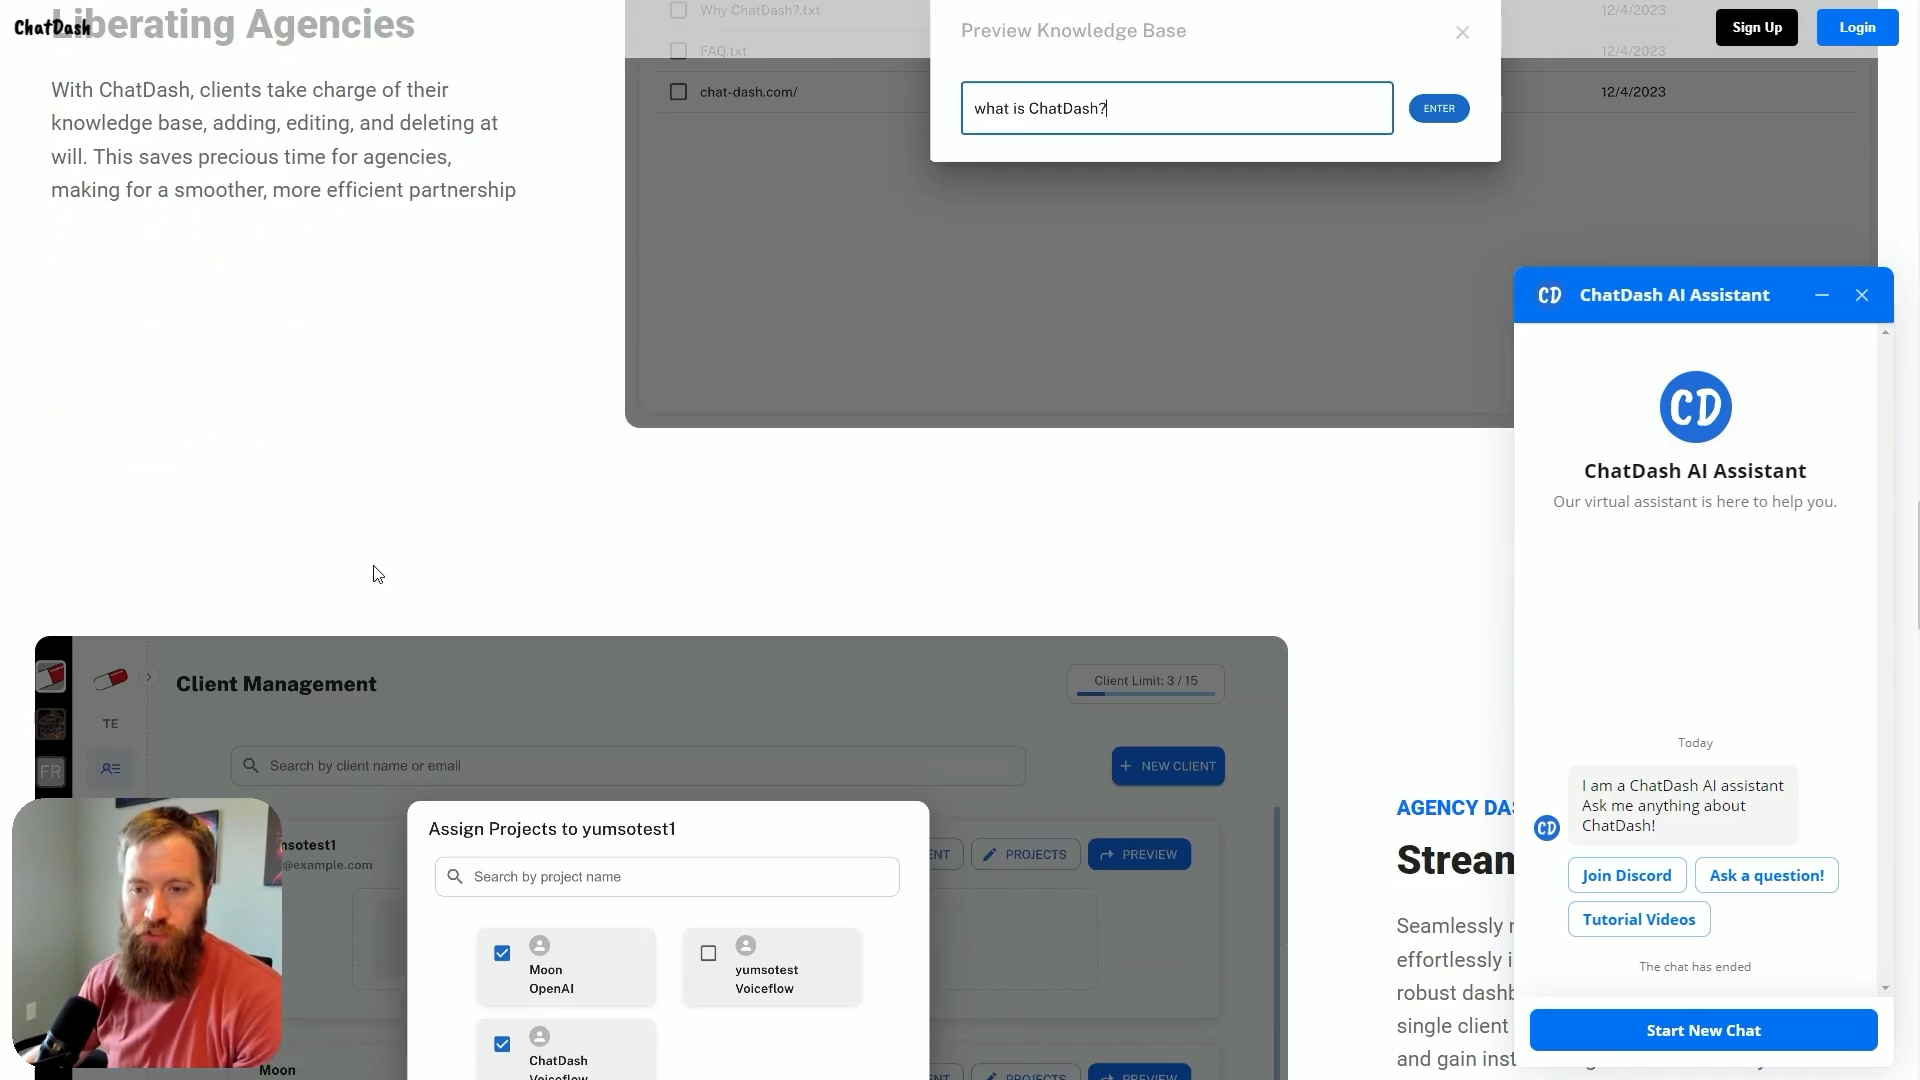 ChatDash
Liberating Agencies
Sign Up
Login
With ChatDash, clients take charge of their
knowledge base, adding, editing, and deleting at
will. This saves precious time for agencies,
making for a smoother, more efficient partnership
Why ChatDash?.txt
12/4/2023
FAQ.txt
12/4/2023
chat-dash.com/
12/4/2023
Preview Knowledge Base
what is ChatDash?
ENTER
CD
ChatDash AI Assistant
CD
ChatDash AI Assistant
Our virtual assistant is here to help you.
Today
I am a ChatDash AI assistant
Ask me anything about
ChatDash!
CD
Join Discord
Ask a question!
Tutorial Videos
The chat has ended
Start New Chat
Client Management
Client Limit: 3 / 15
TE
FR
Search by client name or email
+ NEW CLIENT
@example.com
PROJECTS
PREVIEW
Assign Projects to yumsotest1
Search by project name
Moon
OpenAI
yumsotest
Voiceflow
ChatDash
Voiceflow
Moon
PROJECTS
PREVIEW
AGENCY
Seamlessly
effortlessly
robust
single client
and gain